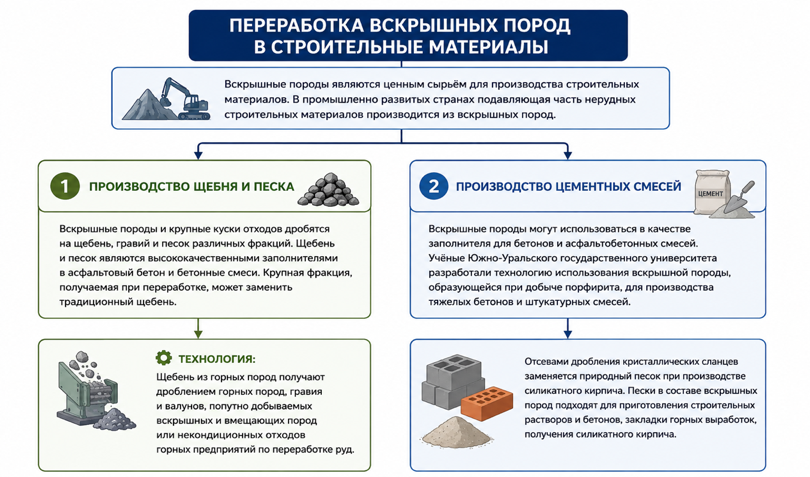 ПЕРЕРАБОТКА ВСКРЫШНЫХ ПОРОД
В СТРОИТЕЛЬНЫЕ МАТЕРИАЛЫ
Вскрышные породы являются ценным сырьём для производства строительных
материалов. В промышленно развитых странах подавляющая часть нерудных
строительных материалов производится из вскрышных пород.
1 ПРОИЗВОДСТВО ЩЕБНЯ И ПЕСКА
Вскрышные породы и крупные куски отходов дробятся
на щебень, гравий и песок различных фракций. Щебень
и песок являются высококачественными заполнителями
в асфальтовый бетон и бетонные смеси. Крупная фракция,
получаемая при переработке, может заменить
традиционный щебень.
ТЕХНОЛОГИЯ:
Щебень из горных пород получают
дроблением горных пород, гравия
и валунов, попутно добываемых
вскрышных и вмещающих пород
или некондиционных отходов
горных предприятий по переработке руд.
2 ПРОИЗВОДСТВО ЦЕМЕНТНЫХ СМЕСЕЙ
ЦЕМЕНТ
Вскрышные породы могут использоваться в качестве
заполнителя для бетонов и асфальтобетонных смесей.
Учёные Южно-Уральского государственного университета
разработали технологию использования вскрышной породы,
образующейся при добыче порфирита, для производства
тяжелых бетонов и штукатурных смесей.
Отсевами дробления кристаллических сланцев
заменяется природный песок при производстве
силикатного кирпича. Пески в составе вскрышных
пород подходят для приготовления строительных
растворов и бетонов, закладки горных выработок,
получения силикатного кирпича.